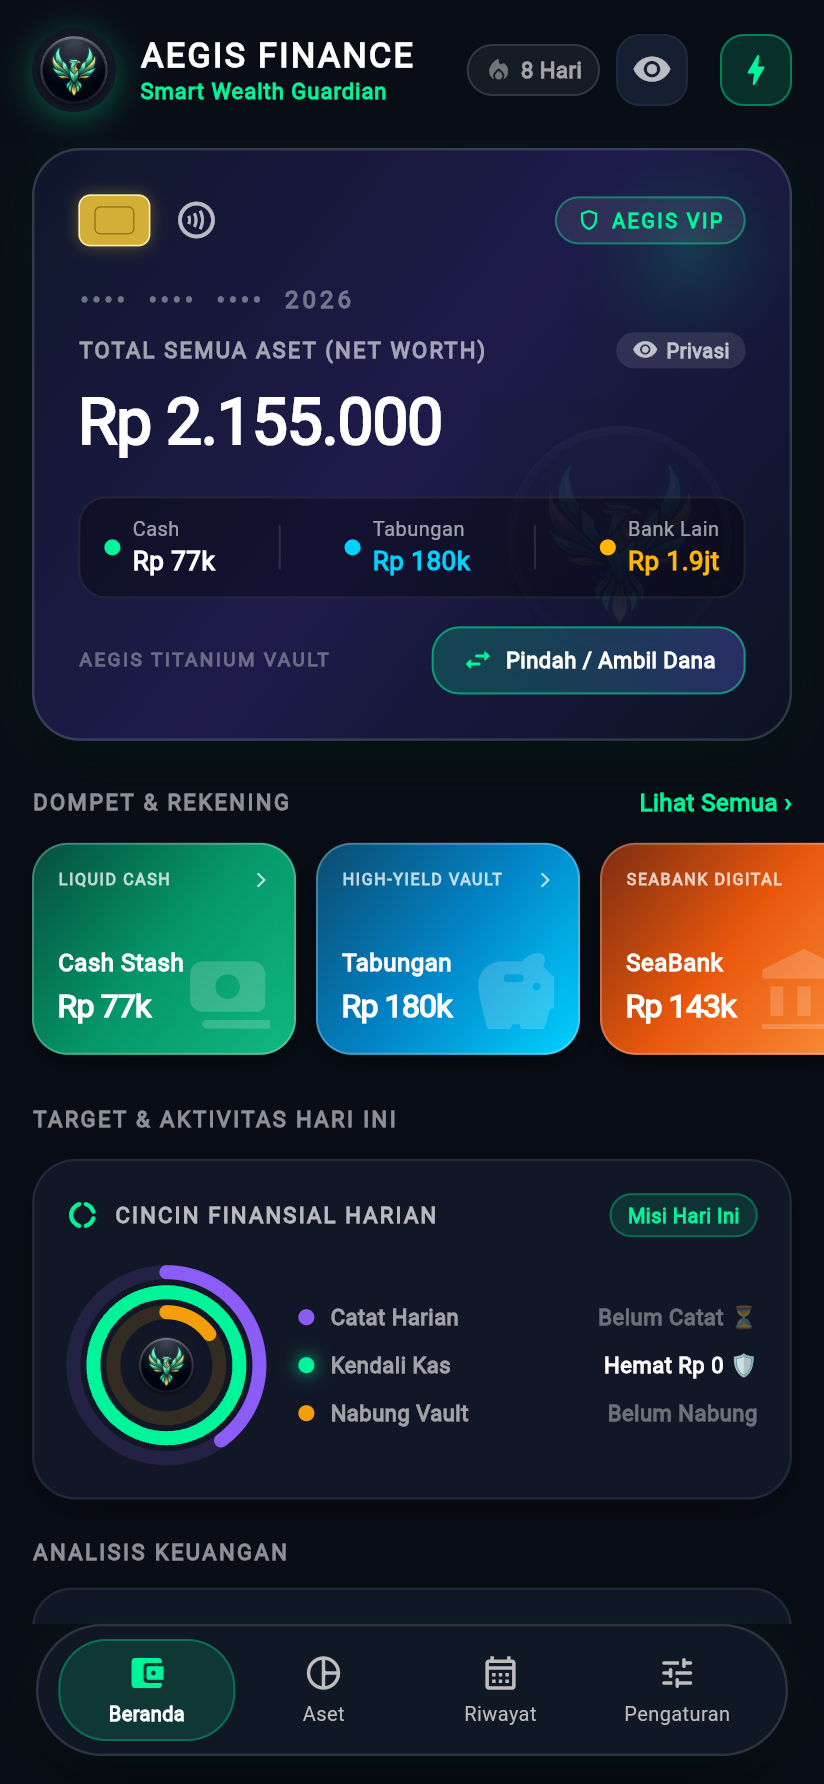 AEGIS FINANCE
Smart Wealth Guardian
8 Hari
AEGIS VIP
•••• •••• •••• 2026
TOTAL SEMUA ASET (NET WORTH)
Privasi
Rp 2.155.000
Cash
Rp 77k
Tabungan
Rp 180k
Bank Lain
Rp 1.9jt
AEGIS TITANIUM VAULT
Pindah / Ambil Dana
DOMPET & REKENING
Lihat Semua ›
LIQUID CASH
Cash Stash
Rp 77k
HIGH-YIELD VAULT
Tabungan
Rp 180k
SEABANK DIGITAL
SeaBank
Rp 143k
TARGET & AKTIVITAS HARI INI
CINCIN FINANSIAL HARIAN
Misi Hari Ini
Catat Harian
Belum Catat ⏳
Kendali Kas
Hemat Rp 0 🛡️
Nabung Vault
Belum Nabung
ANALISIS KEUANGAN
Beranda
Aset
Riwayat
Pengaturan